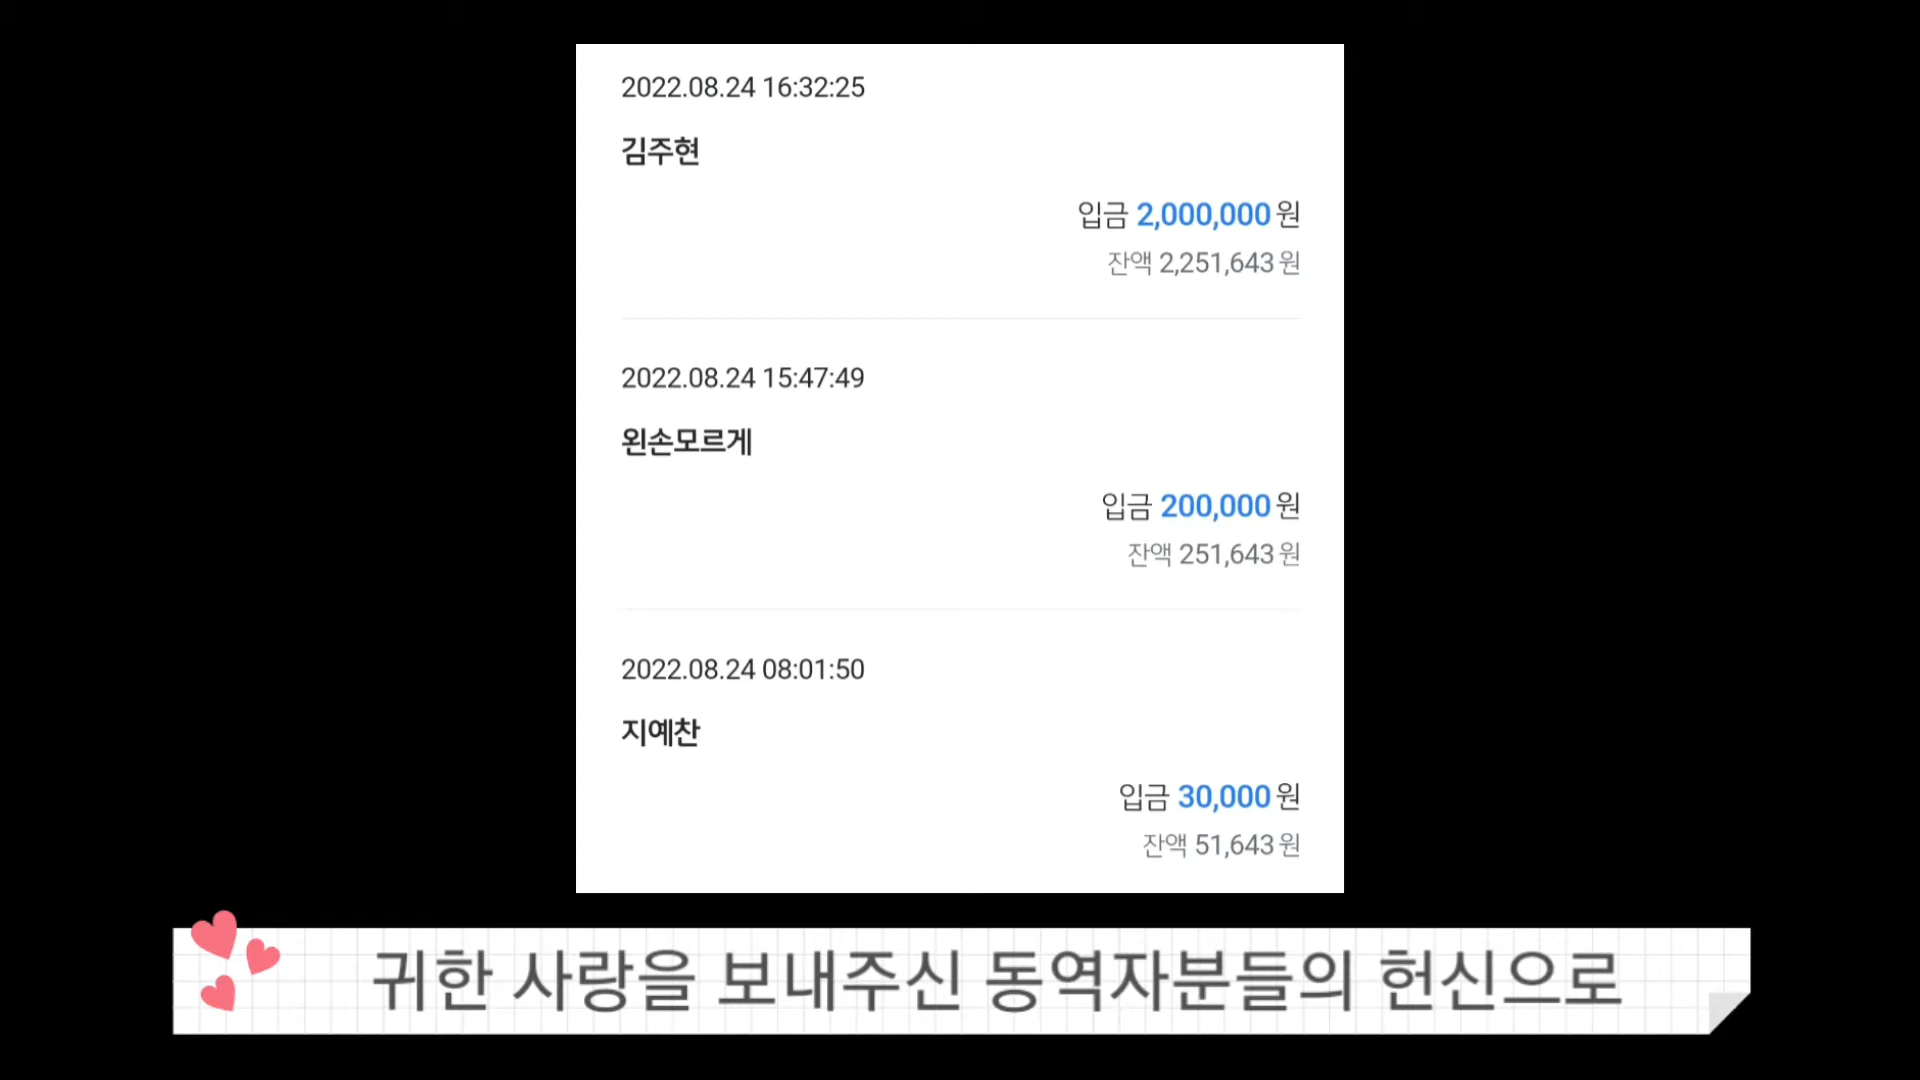 2022.08.24 16:32:25
김주현
입금 2,000,000 원
잔액 2,251,643 원
2022.08.24 15:47:49
왼손모르게
입금 200,000 원
잔액 251,643 원
2022.08.24 08:01:50
지예찬
입금 30,000 원
잔액 51,643 원
귀한 사랑을 보내주신 동역자분들의 헌신으로